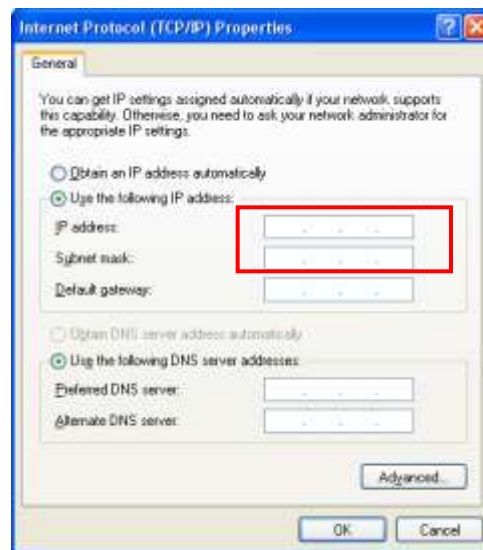 Internet Protocol (TCP/IP) Properties
General
You can get IP settings assigned automatically if your network supports
this capability. Otherwise, you need to ask your network administrator for
the appropriate IP settings.
Obtain an IP address automatically
Use the following IP address:
IP address:
Subnet mask:
Default gateway:
Obtain DNS server address automatically
Use the following DNS server addresses:
Preferred DNS server:
Alternate DNS server:
Advanced...
OK Cancel